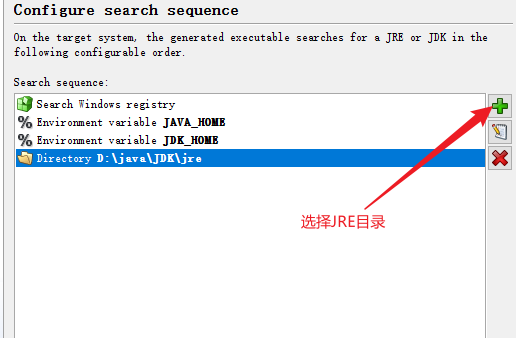 Configure search sequence
On the target system, the generated executable searches for a JRE or JDK in the
following configurable order.
Search sequence:
Search Windows registry
Environment variable JAVA_HOME
Environment variable JDK_HOME
Directory D:\java\JDK\jre
选择JRE目录